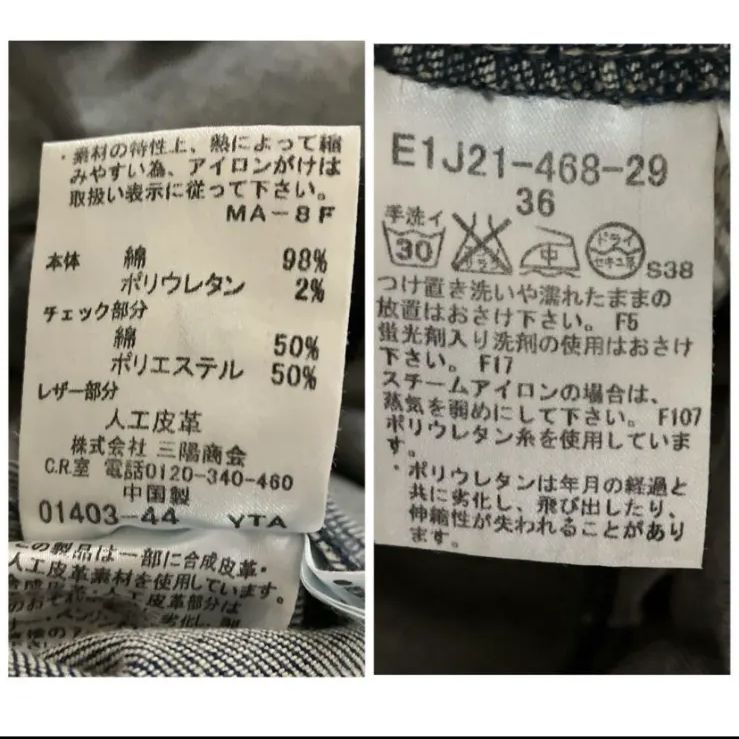 ・素材の特性上、熱によって縮
みやすい為、アイロンがけは
取扱い表示に従って下さい。
MA-8F
本体 綿 98%
ポリウレタン 2%
チェック部分
綿 50%
ポリエステル 50%
レザー部分
人工皮革
株式会社 三陽商会
C.R.室 電話0120-340-460
中国製
01403-44 YTA
の製品は一部に合成皮革・
人工皮革素材を使用しています。
合成皮革・人工皮革部分は
E1J21-468-29
36
手洗イ
30
中
ドライ
セキユ系
S38
つけ置き洗いや濡れたままの
放置はおさけ下さい。 F5
蛍光剤入り洗剤の使用はおさけ
下さい。 F17
スチームアイロンの場合は、
蒸気を弱めにして下さい。 F107
ポリウレタン糸を使用していま
す。
・ポリウレタンは年月の経過と
共に劣化し、飛び出したり、
伸縮性が失われることがあり
ます。